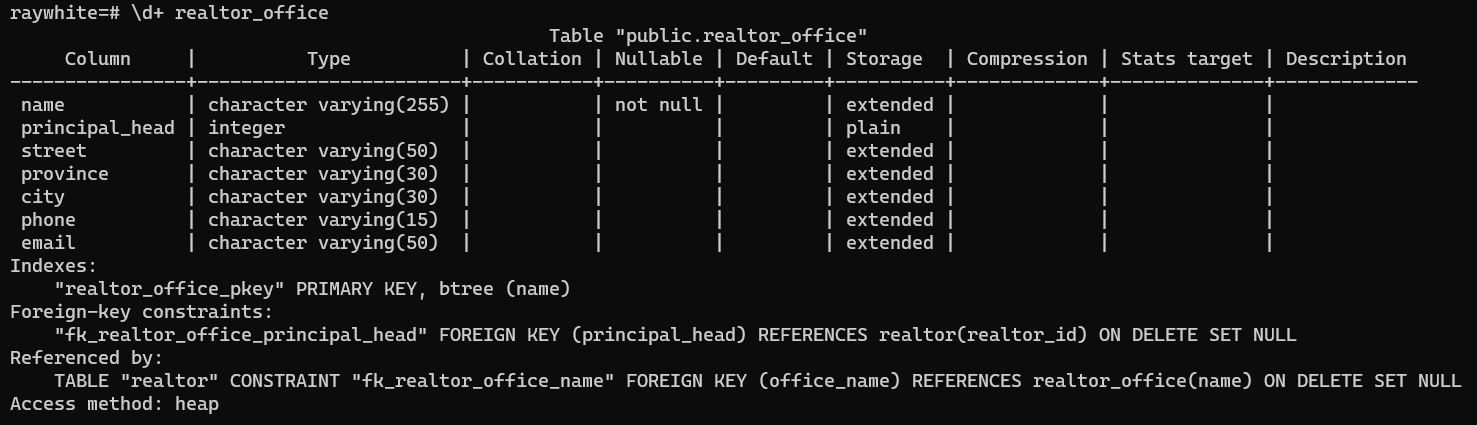 raywhite=# \d+ realtor_office
                                                 Table "public.realtor_office"
     Column     |          Type          | Collation | Nullable | Default | Storage  | Compression | Stats target | Description
----------------+------------------------+-----------+----------+---------+----------+-------------+--------------+-------------
 name           | character varying(255) |           | not null |         | extended |             |              |
 principal_head | integer                |           |          |         | plain    |             |              |
 street         | character varying(50)  |           |          |         | extended |             |              |
 province       | character varying(30)  |           |          |         | extended |             |              |
 city           | character varying(30)  |           |          |         | extended |             |              |
 phone          | character varying(15)  |           |          |         | extended |             |              |
 email          | character varying(50)  |           |          |         | extended |             |              |
Indexes:
    "realtor_office_pkey" PRIMARY KEY, btree (name)
Foreign-key constraints:
    "fk_realtor_office_principal_head" FOREIGN KEY (principal_head) REFERENCES realtor(realtor_id) ON DELETE SET NULL
Referenced by:
    TABLE "realtor" CONSTRAINT "fk_realtor_office_name" FOREIGN KEY (office_name) REFERENCES realtor_office(name) ON DELETE SET NULL
Access method: heap